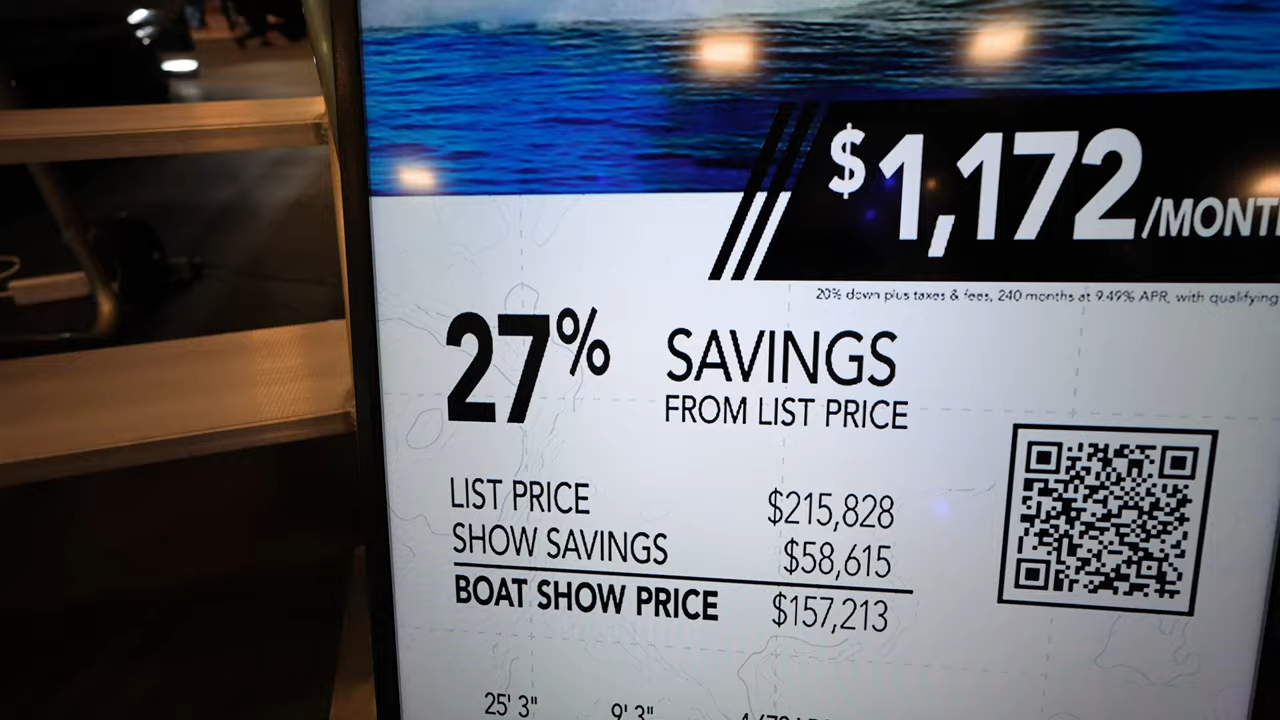 $1,172/MONT
20% down plus taxes & fees, 240 months at 9.49% APR, with qualifying
27% SAVINGS
FROM LIST PRICE
LIST PRICE $215,828
SHOW SAVINGS $58,615
BOAT SHOW PRICE $157,213
25' 3" 9' 3"